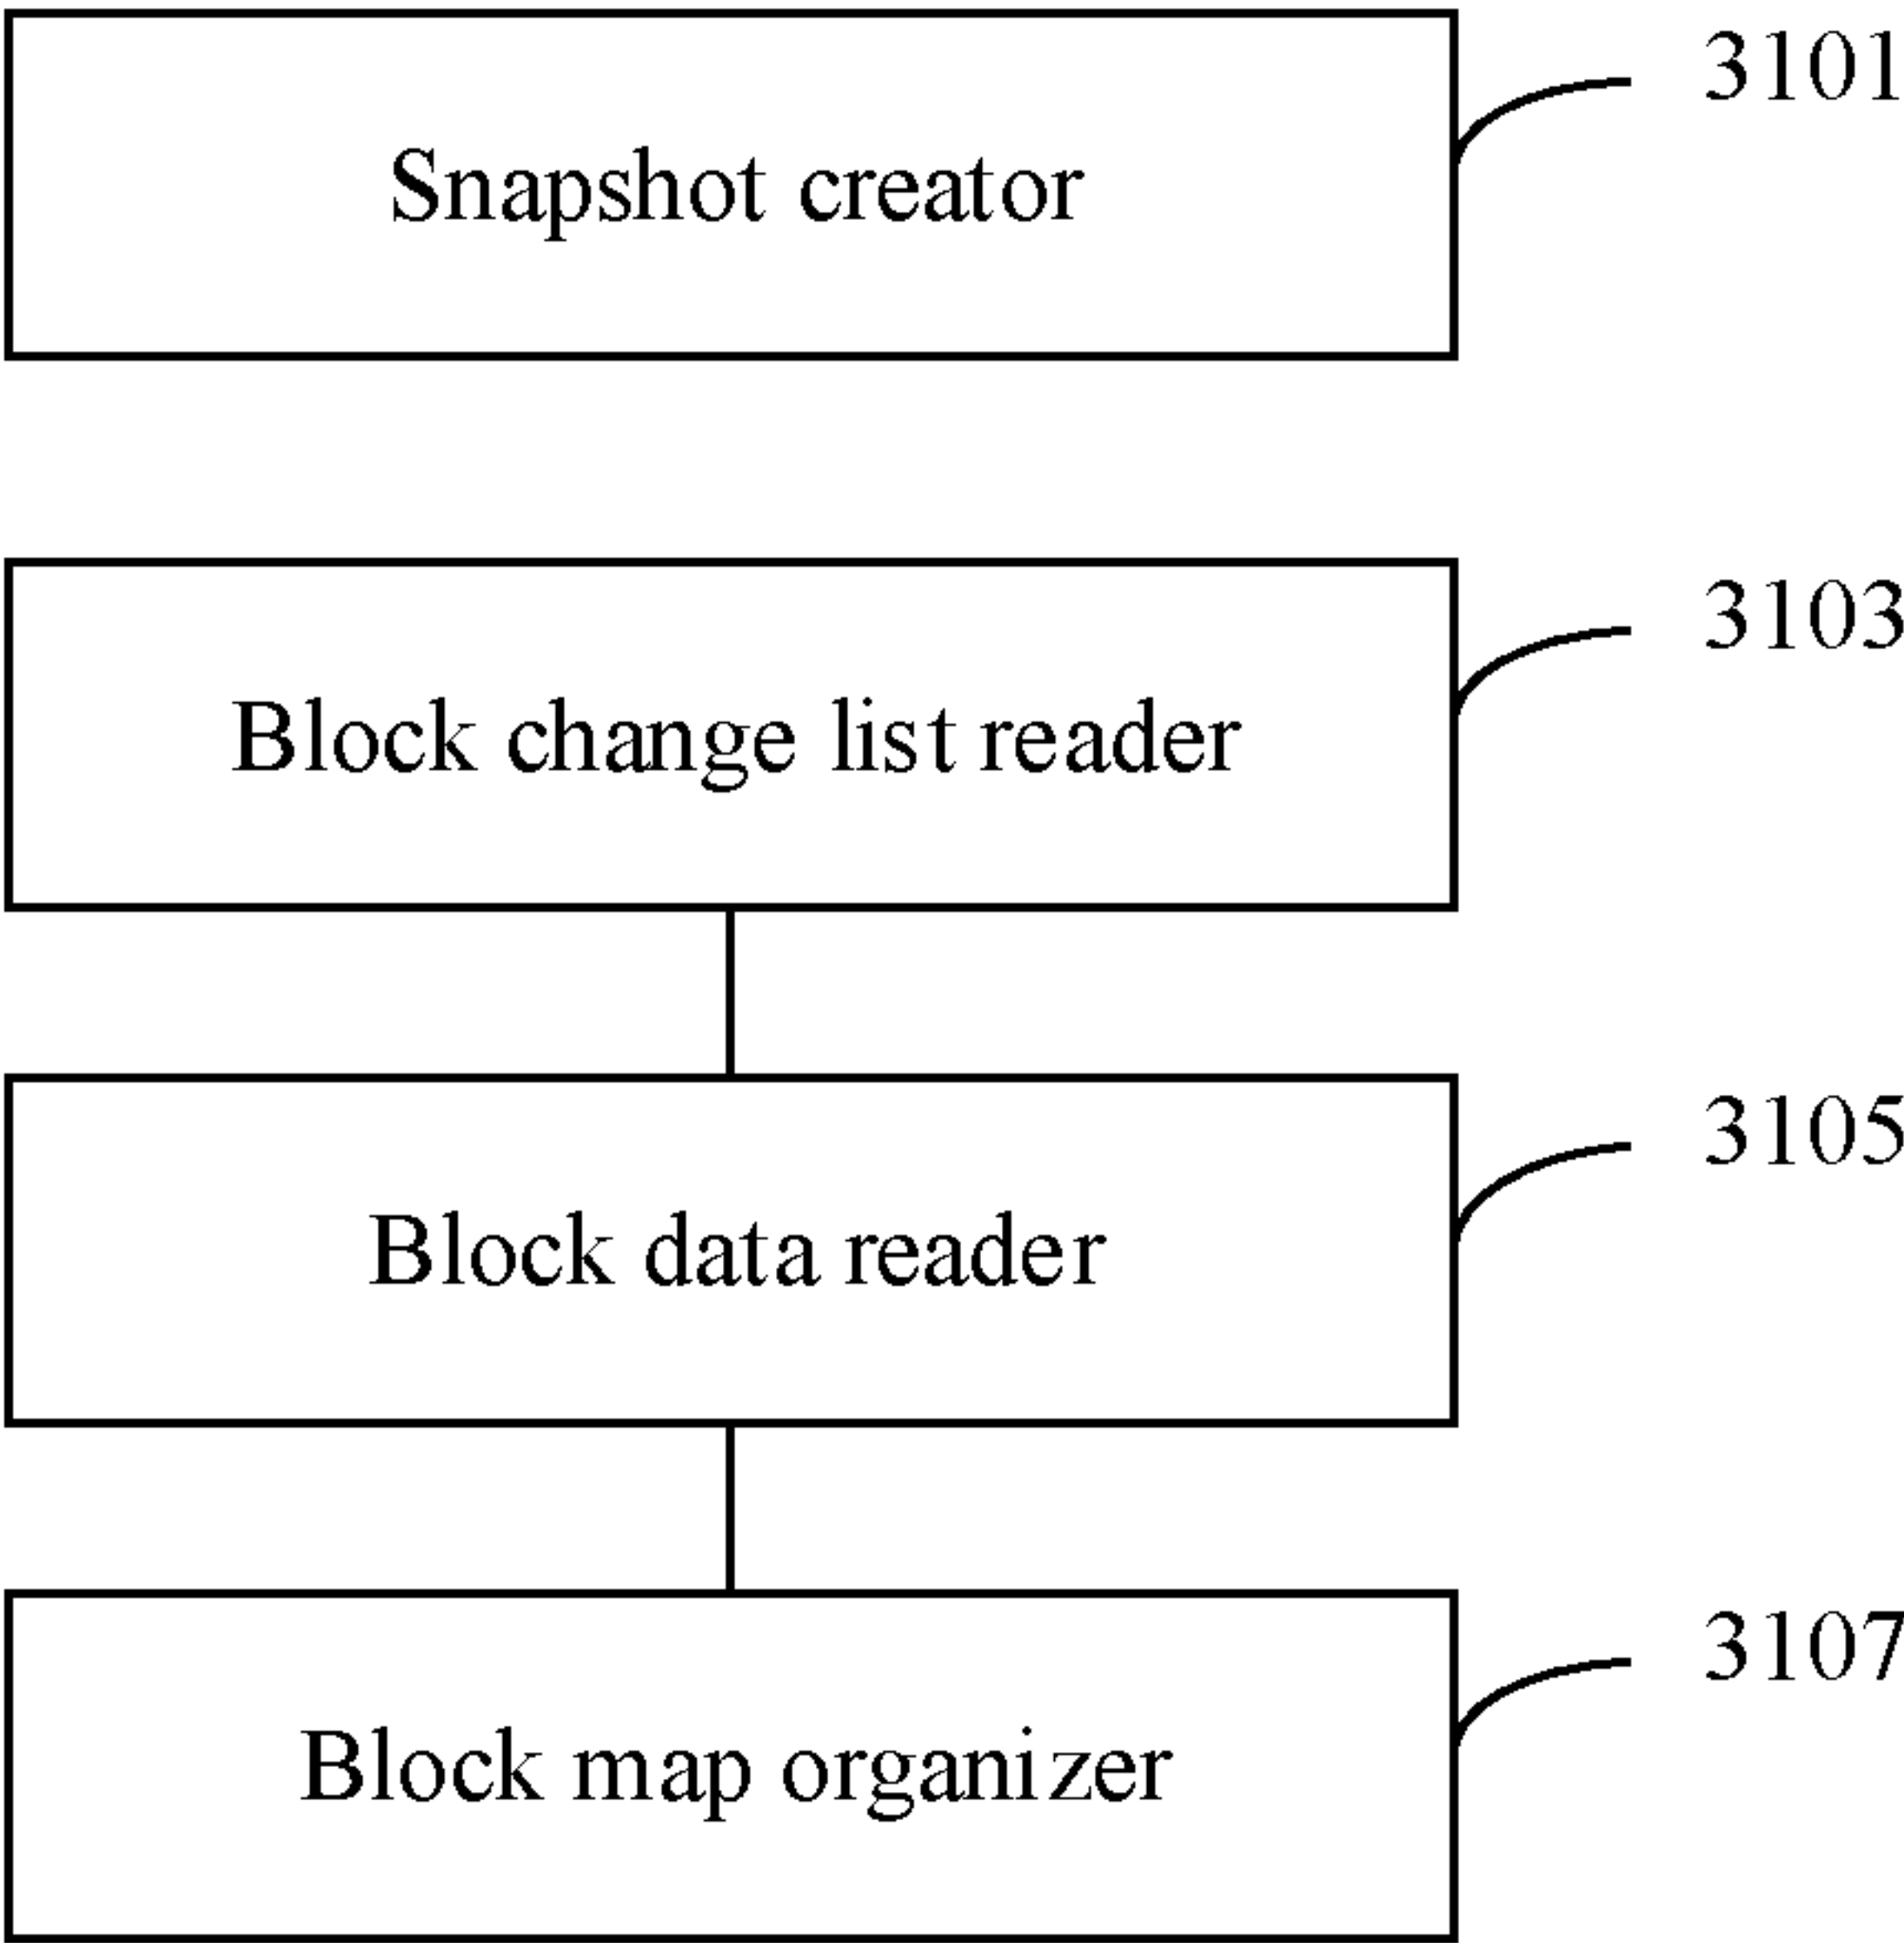 3101
Snapshot creator
3103
Block change list reader
3105
Block data reader
3107
Block map organizer